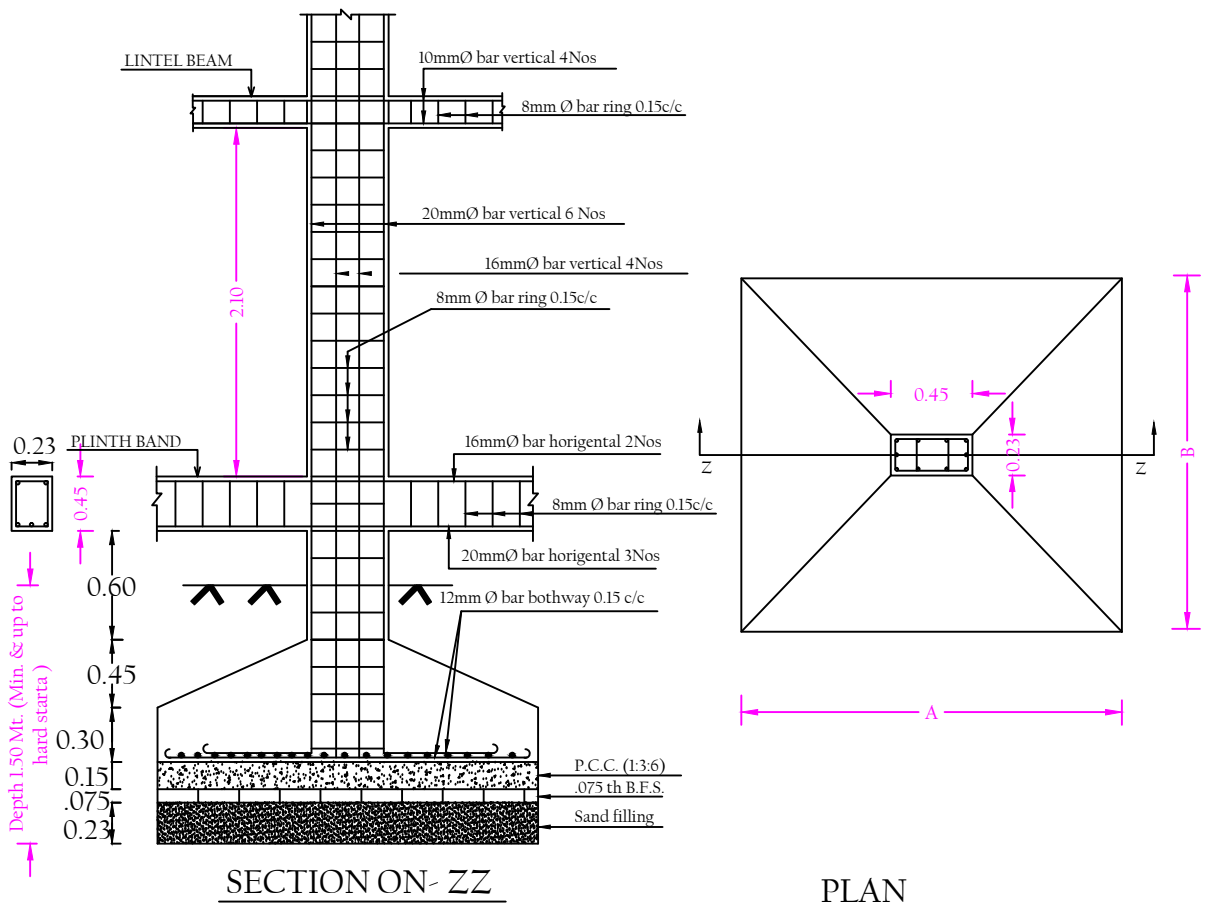 LINTEL BEAM
10mmØ bar vertical 4Nos
8mm Ø bar ring 0.15c/c
2.10
20mmØ bar vertical 6 Nos
16mmØ bar vertical 4Nos
8mm Ø bar ring 0.15c/c
0.23
PLINTH BAND
0.45
16mmØ bar horigental 2Nos
8mm Ø bar ring 0.15c/c
20mmØ bar horigental 3Nos
12mm Ø bar bothway 0.15 c/c
0.60
0.45
0.30
0.15
.075
0.23
Depth 1.50 Mt. (Min. & up to
hard starta )
P.C.C. (1:3:6)
.075 th B.F.S.
Sand filling
SECTION ON- ZZ
0.45
0.23
Z
Z
B
A
PLAN